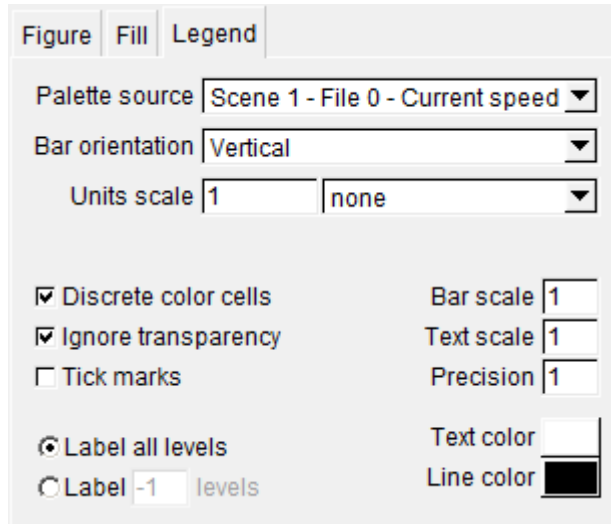 Figure Fill Legend
Palette source Scene 1 - File 0 - Current speed
Bar orientation Vertical
Units scale 1 none
Discrete color cells Bar scale 1
Ignore transparency Text scale 1
Tick marks Precision 1
Label all levels Text color
Label -1 levels Line color